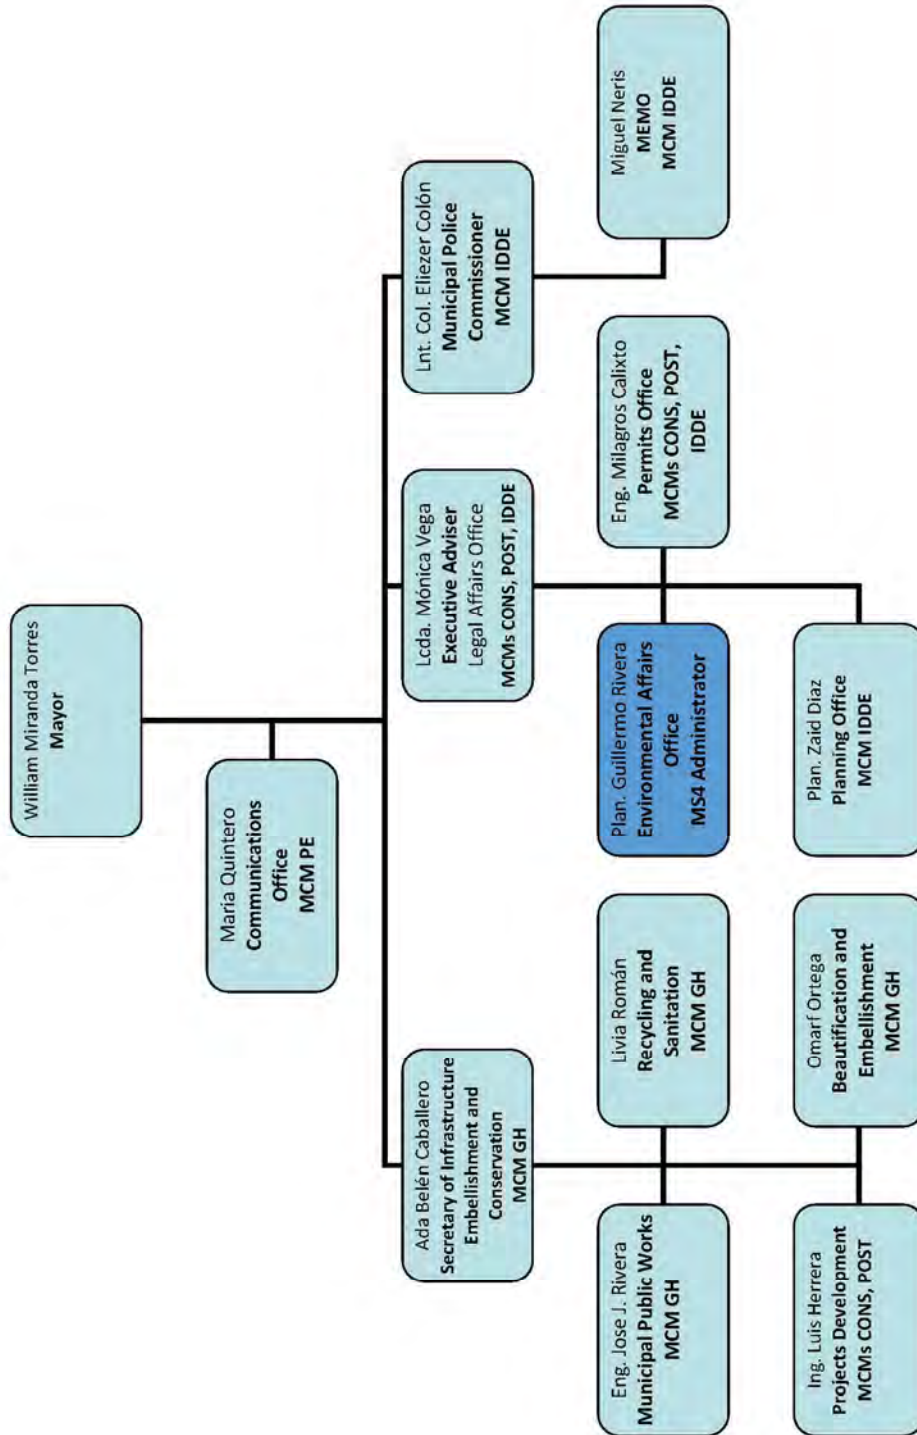 William Miranda Torres
Mayor
Maria Quintero
Communications
Office
MCM PE
Ada Belén Caballero
Secretary of Infrastructure
Embellishment and
Conservation
MCM GH
Lcda. Mónica Vega
Executive Adviser
Legal Affairs Office
MCMs CONS, POST, IDDE
Lnt. Col. Eliezer Colón
Municipal Police
Commissioner
MCM IDDE
Eng. Jose J. Rivera
Municipal Public Works
MCM GH
Livia Román
Recycling and
Sanitation
MCM GH
Plan. Guillermo Rivera
Environmental Affairs
Office
MS4 Administrator
Eng. Milagros Calixto
Permits Office
MCMs CONS, POST,
IDDE
Miguel Neris
MEMO
MCM IDDE
Ing. Luis Herrera
Projects Development
MCMs CONS, POST
Omarf Ortega
Beautification and
Embellishment
MCM GH
Plan. Zaid Diaz
Planning Office
MCM IDDE